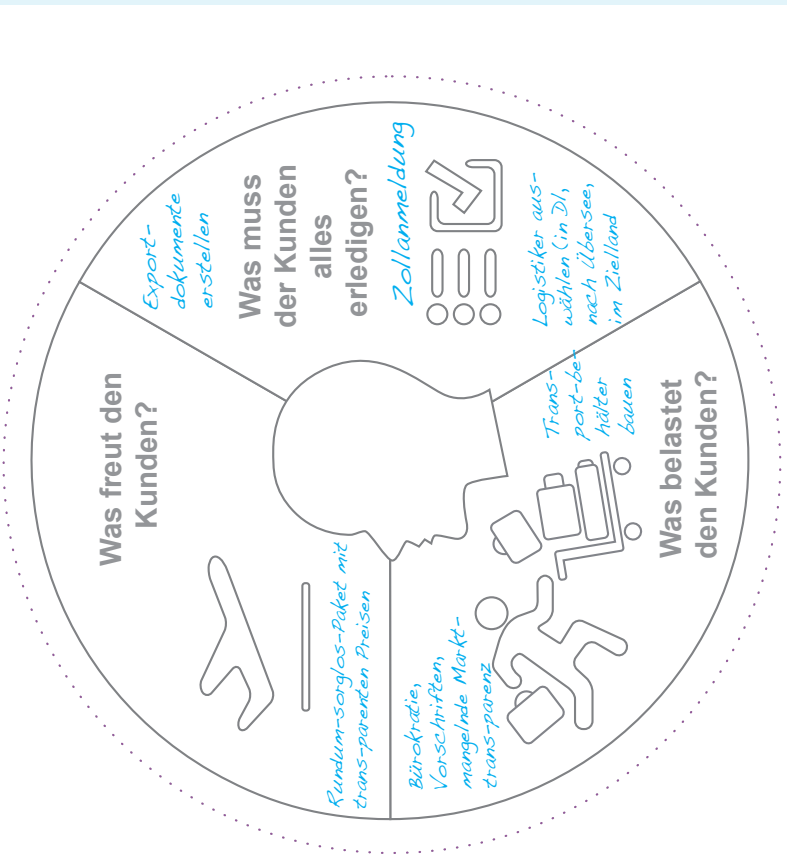 Export-
dokumente
erstellen
Was muss
der Kunden
alles
erledigen?
Zollanmeldung
Logistiker aus-
wählen (in D),
nach Übersee,
im Zielland
Was freut den
Kunden?
Rundum-sorglos-Paket mit
trans-parenten Preisen
Trans-
port-be-
hälter
bauen
Was belastet
den Kunden?
Bürokratie,
Vorschriften,
mangelnde Markt-
trans-parenz